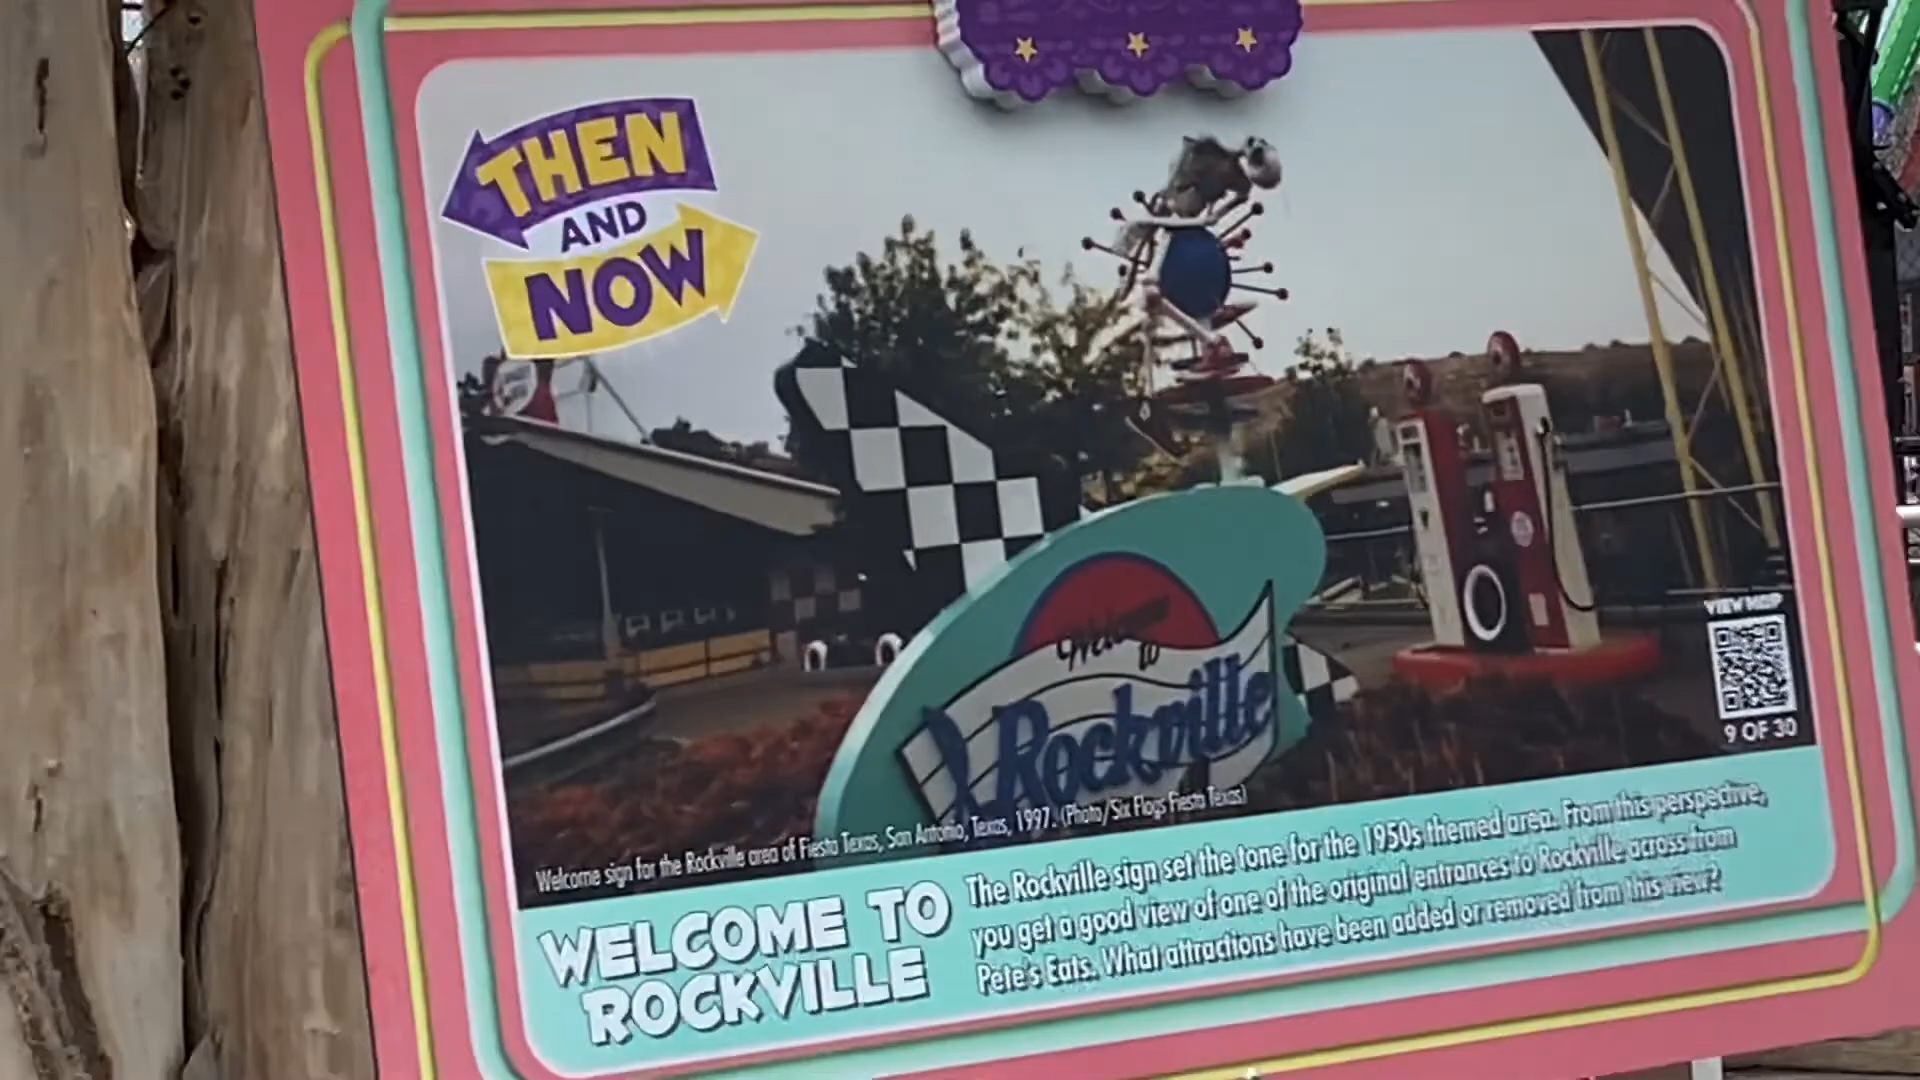 THEN
AND
NOW
Welcome
to
Rockville
VIEW MAP
9 OF 30
Welcome sign for the Rockville area of Fiesta Texas, San Antonio, Texas, 1997. (Photo/Six Flags Fiesta Texas)
WELCOME TO
ROCKVILLE
The Rockville sign set the tone for the 1950s themed area. From this perspective,
you get a good view of one of the original entrances to Rockville across from
Pete's Eats. What attractions have been added or removed from this view?